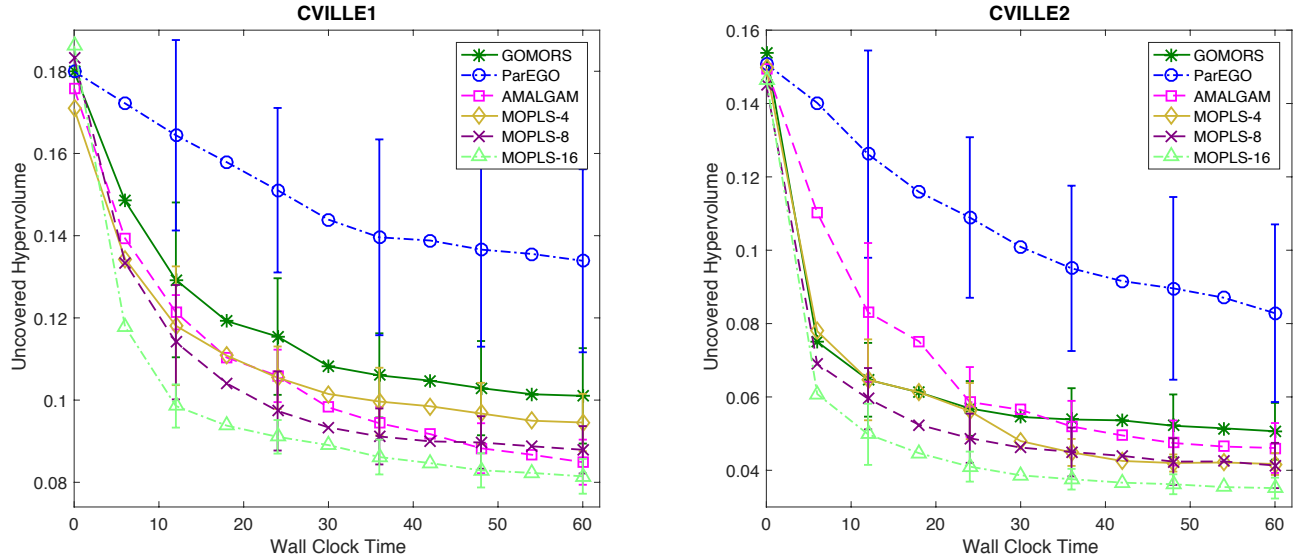 CVILLE1
Uncovered Hypervolume
0.18
0.16
0.14
0.12
0.1
0.08
0 10 20 30 40 50 60
Wall Clock Time
GOMORS
ParEGO
AMALGAM
MOPLS-4
MOPLS-8
MOPLS-16
CVILLE2
Uncovered Hypervolume
0.16
0.14
0.12
0.1
0.08
0.06
0.04
0 10 20 30 40 50 60
Wall Clock Time
GOMORS
ParEGO
AMALGAM
MOPLS-4
MOPLS-8
MOPLS-16